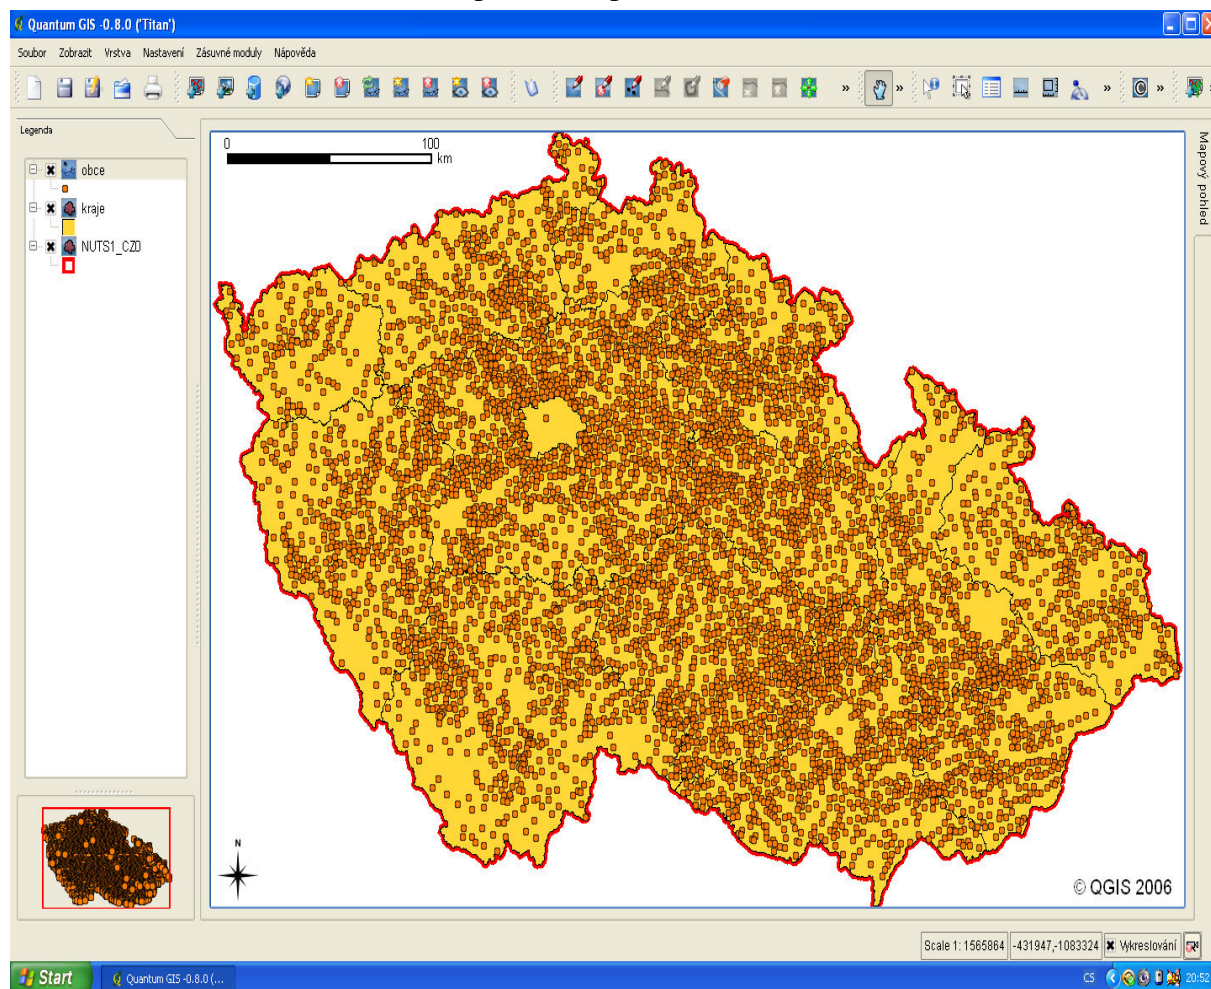 Quantum GIS -0.8.0 ('Titan')
Soubor Zobrazit Vrstva Nastavení Zásuvné moduly Nápověda
» » » » »
Legenda
obce
kraje
NUTS1_CZ0
0 100
km
Mapový pohled
N
© QGIS 2006
Scale 1: 1565864 -431947,-1083324 Vykreslování
Start Quantum GIS -0.8.0 (... CS 20:52